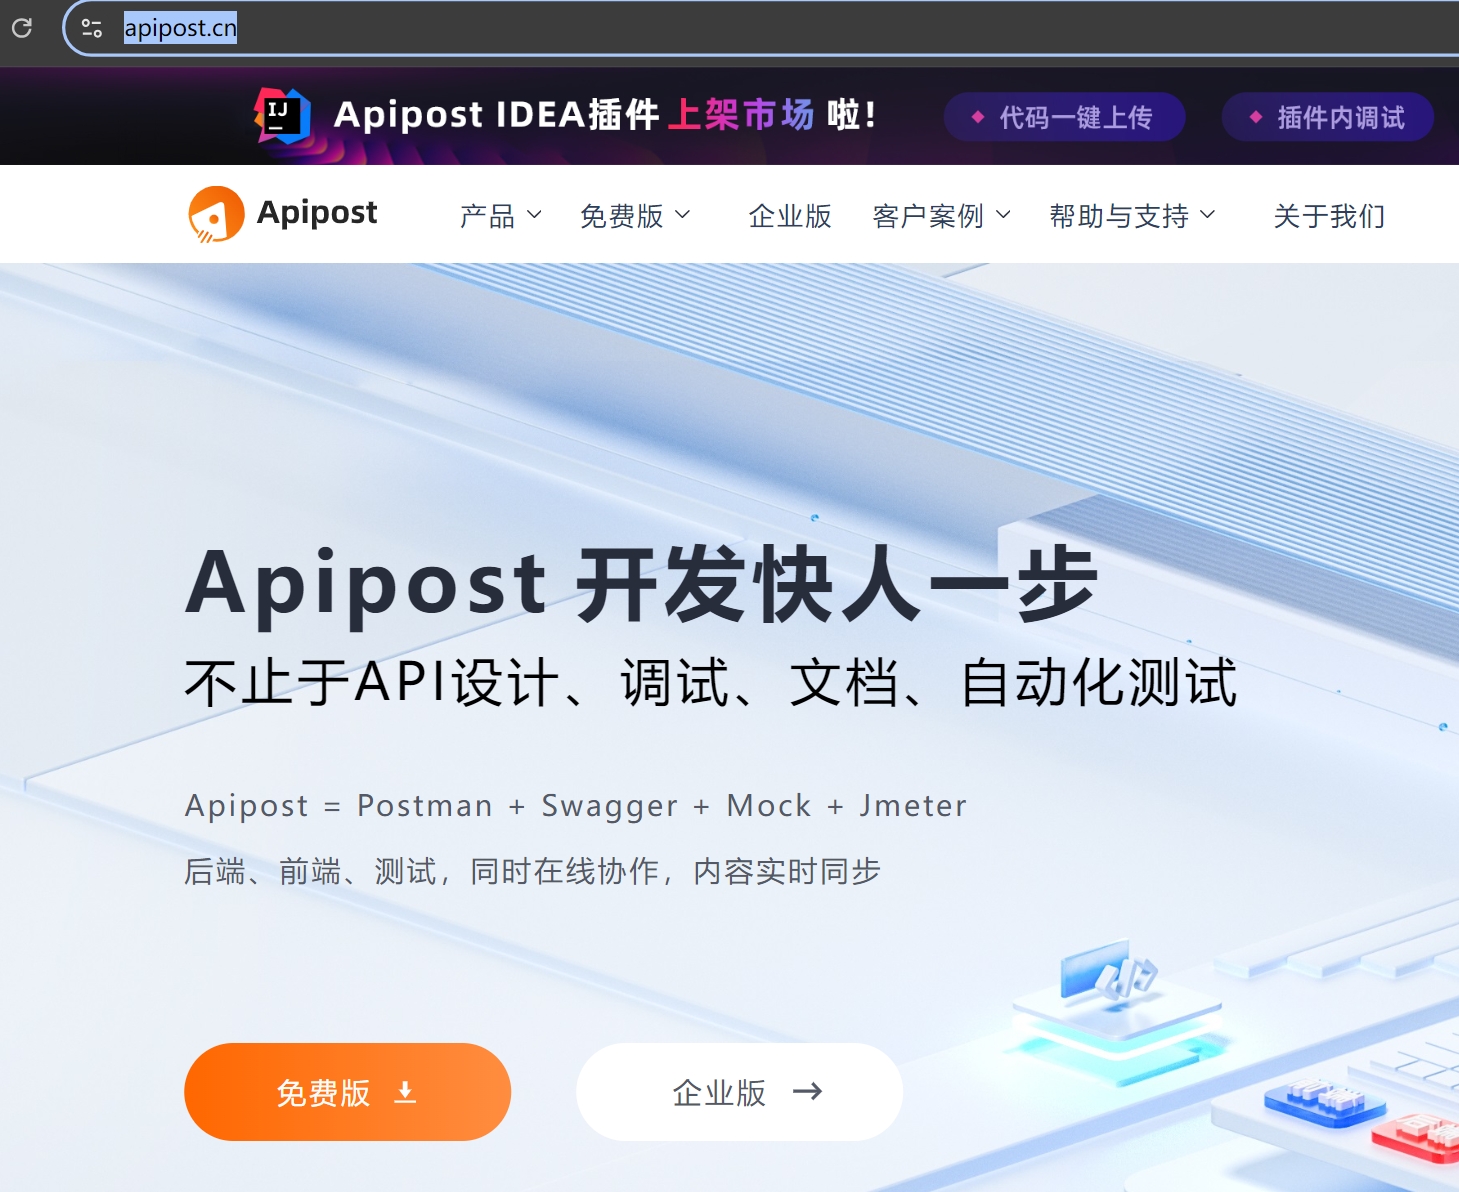 apipost.cn
IJ
Apipost IDEA插件 上架市场 啦!
代码一键上传
插件内调试
Apipost
产品
免费版
企业版
客户案例
帮助与支持
关于我们
Apipost 开发快人一步
不止于API设计、调试、文档、自动化测试
Apipost = Postman + Swagger + Mock + Jmeter
后端、前端、测试，同时在线协作，内容实时同步
免费版
企业版